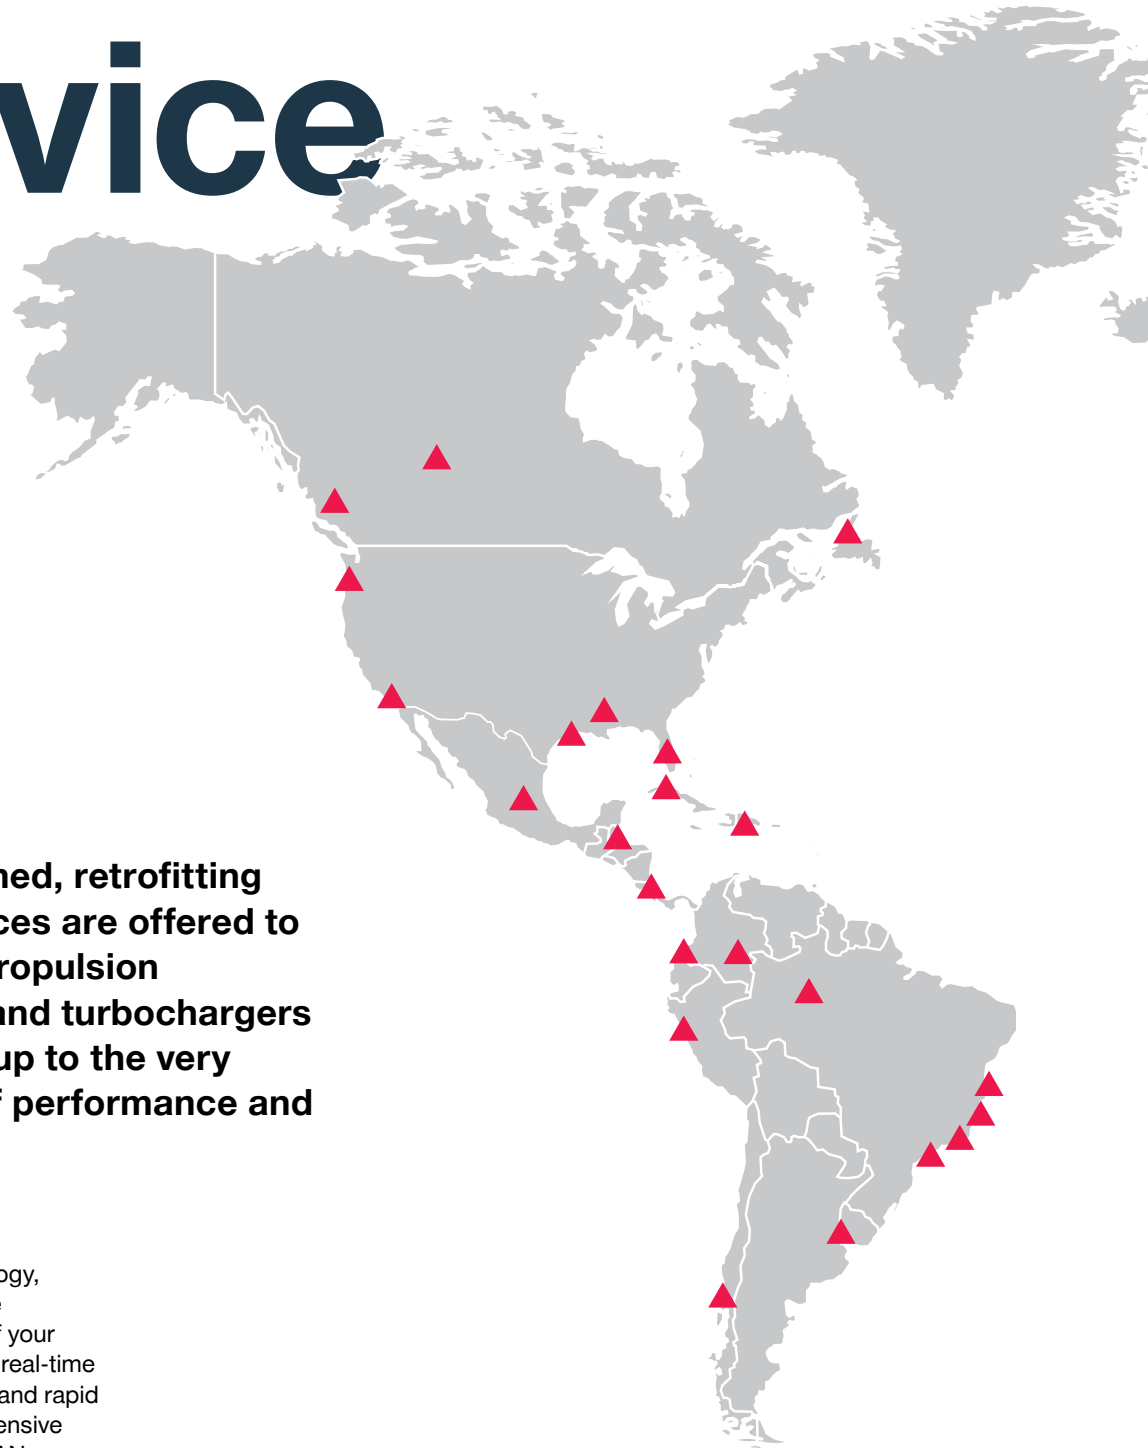 vice
ned, retrofitting
ces are offered to
ropulsion
and turbochargers
up to the very
f performance and
ogy,
e
f your
real-time
and rapid
ensive